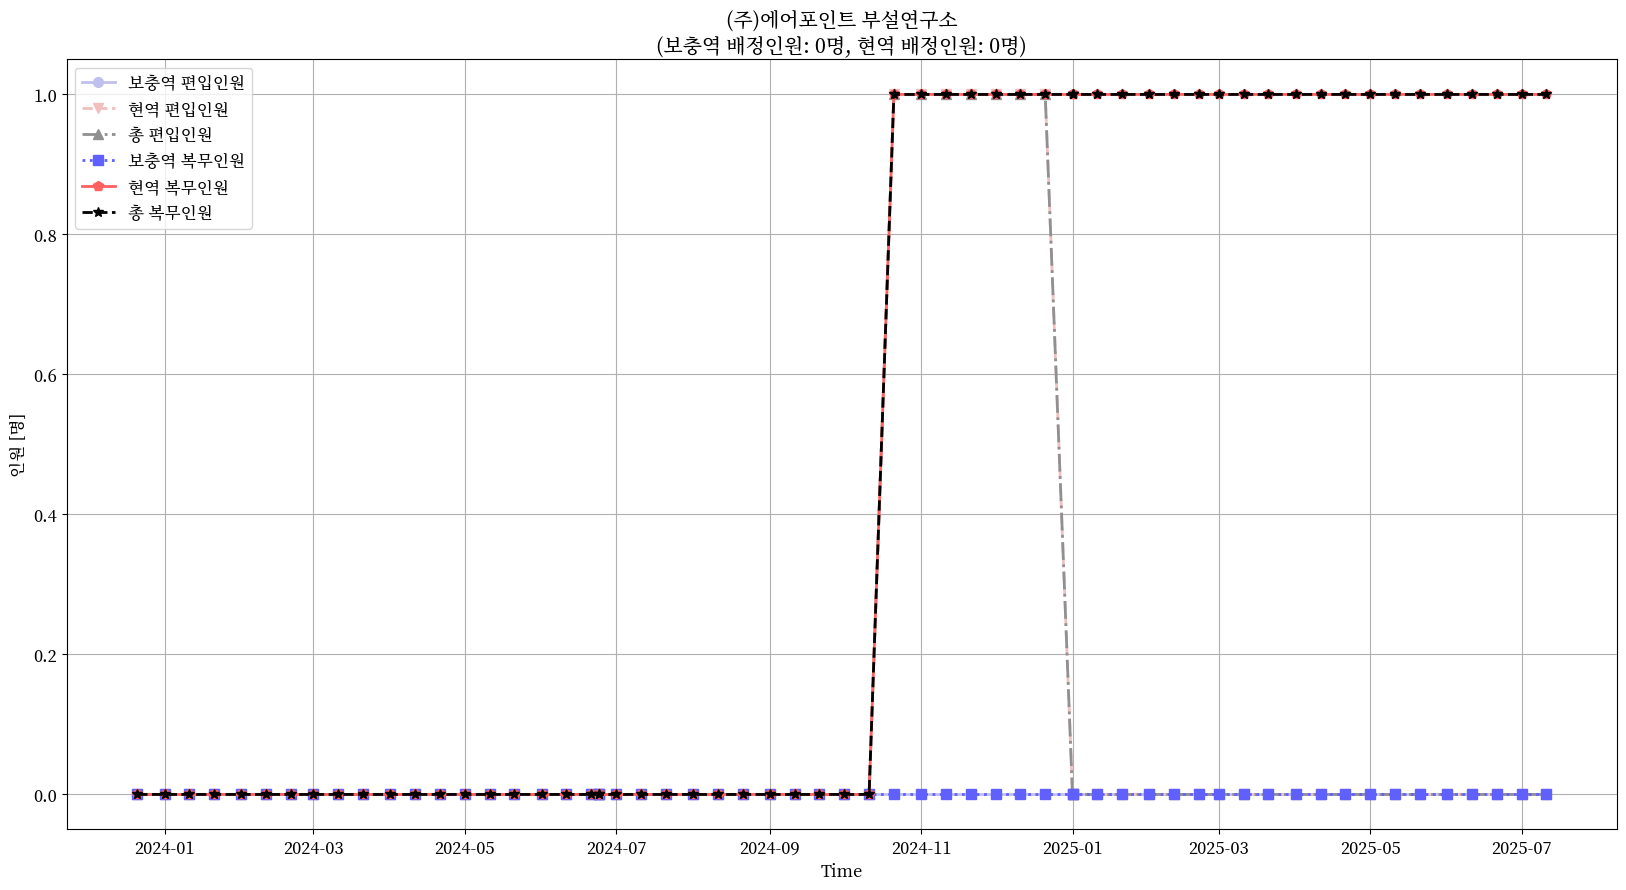 (주)에어포인트 부설연구소
(보충역 배정인원: 0명, 현역 배정인원: 0명)
보충역 편입인원
현역 편입인원
총 편입인원
보충역 복무인원
현역 복무인원
총 복무인원
1.0
0.8
0.6
0.4
0.2
0.0
인원 [명]
2024-01 2024-03 2024-05 2024-07 2024-09 2024-11 2025-01 2025-03 2025-05 2025-07
Time